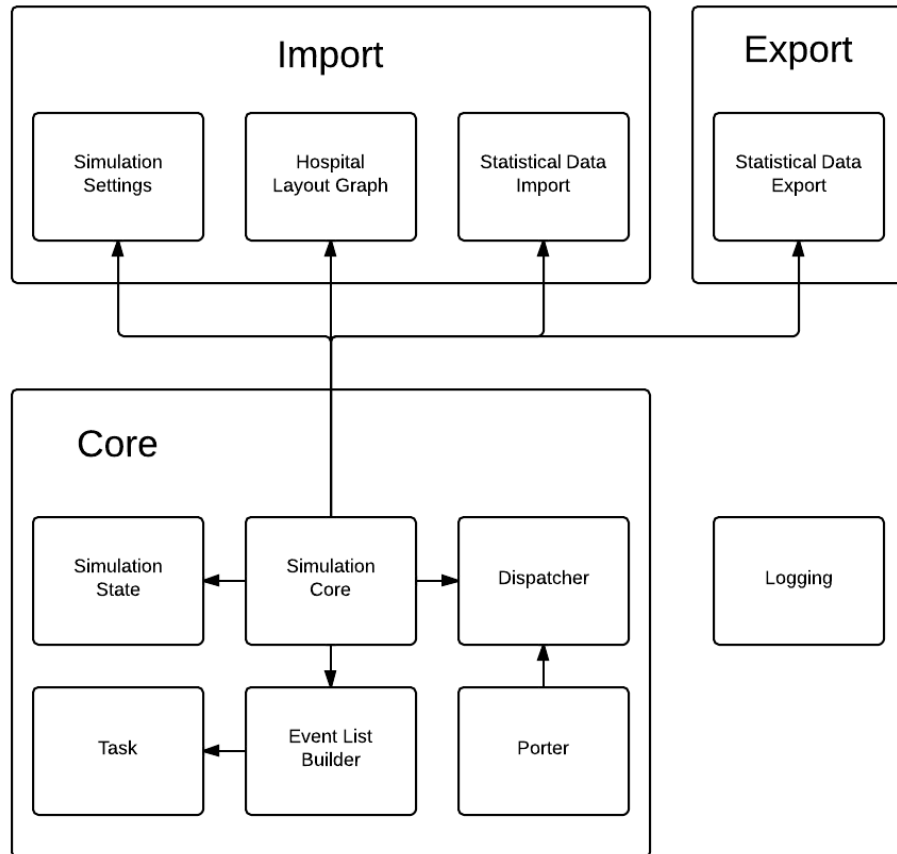 Import
Export
Simulation
Settings
Hospital
Layout Graph
Statistical Data
Import
Statistical Data
Export
Core
Simulation
State
Simulation
Core
Dispatcher
Logging
Task
Event List
Builder
Porter